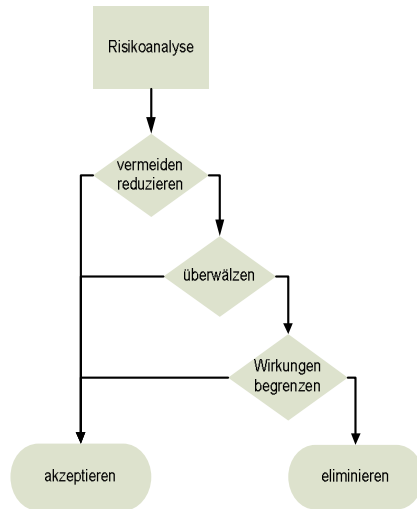 Risikoanalyse
vermeiden
reduzieren
überwälzen
Wirkungen
begrenzen
akzeptieren
eliminieren